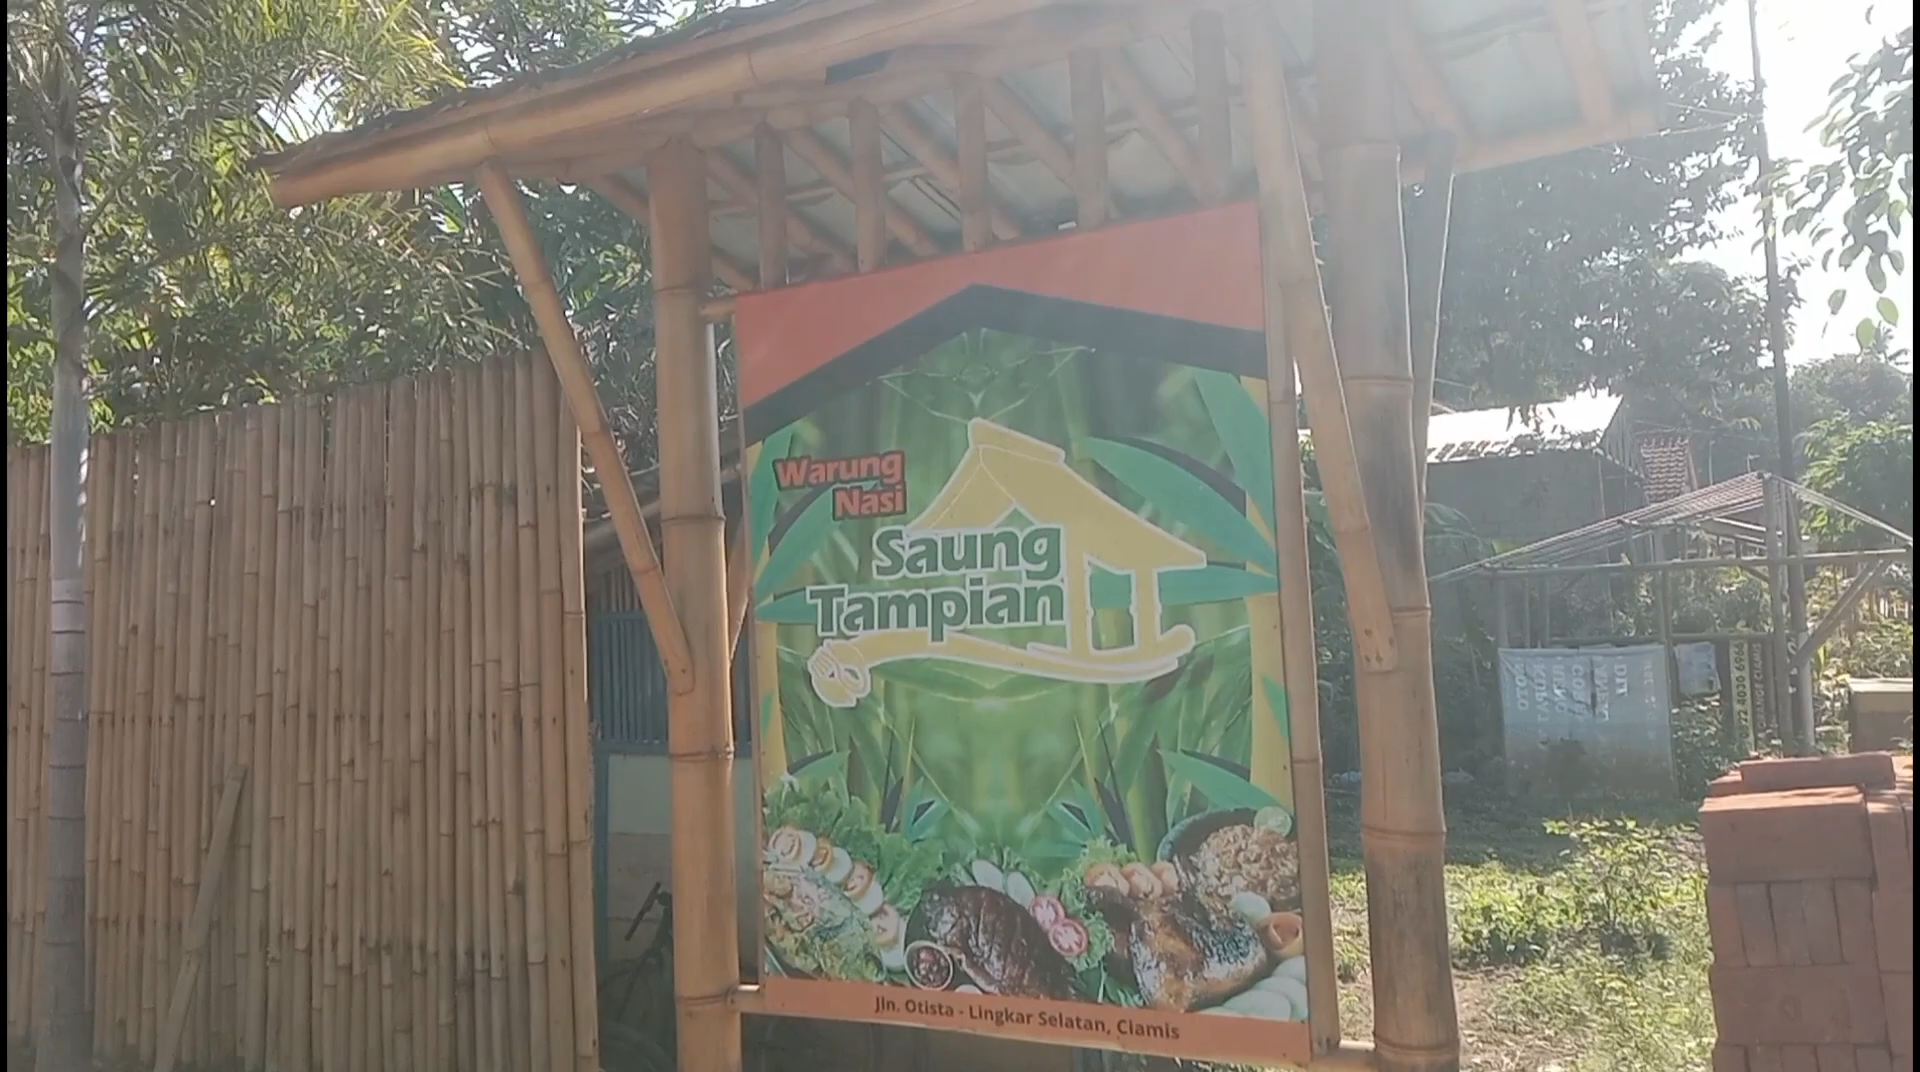 Warung
Nasi
Saung
Tampian
Jln. Otista - Lingkar Selatan, Ciamis